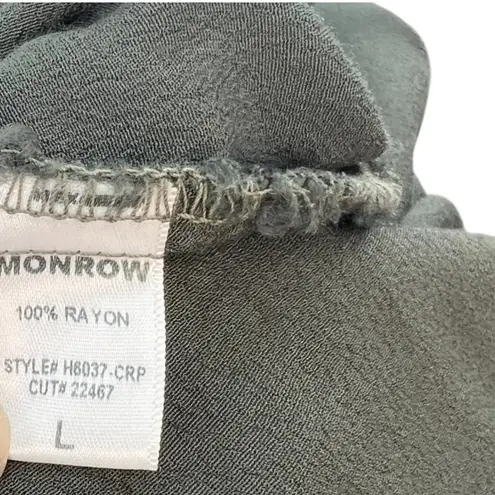 MONROW
100% RAYON
STYLE# H6037-CRP
CUT# 22467
L